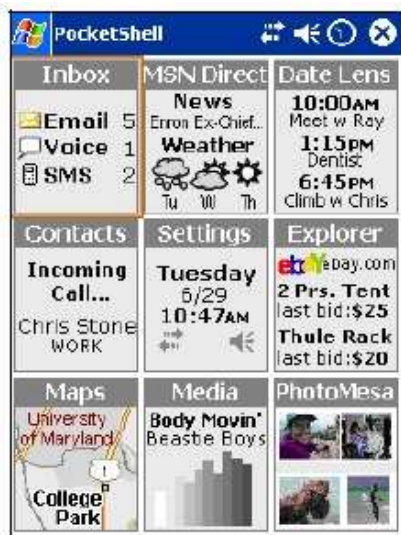 PocketShell
Inbox
Email 5
Voice 1
SMS 2
MSN Direct
News
Enron Ex-Chief...
Weather
Tu W Th
Date Lens
10:00AM
Meet w Ray
1:15PM
Dentist
6:45PM
Climb w Chris
Contacts
Incoming
Call...
Chris Stone
WORK
Settings
Tuesday
6/29
10:47AM
Explorer
ebay ebay.com
2 Prs. Tent
last bid:$25
Thule Rack
last bid:$20
Maps
University
of Maryland
1
College
Park
Media
Body Movin'
Beastie Boys
PhotoMesa